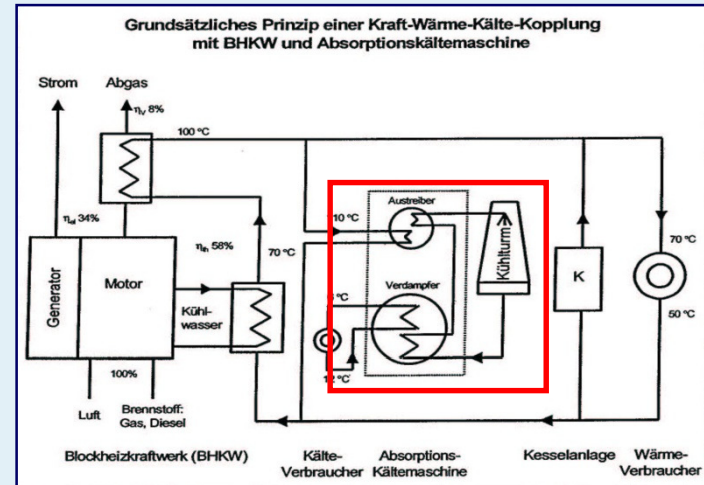 Grundsätzliches Prinzip einer Kraft-Wärme-Kälte-Kopplung
mit BHKW und Absorptionskältemaschine
Strom
Abgas
ηv 8%
100 °C
ηel 34%
ηth 58%
70 °C
Generator
Motor
Kühl-
wasser
100%
Luft
Brennstoff:
Gas, Diesel
Austreiber
Verdampfer
12 °C
Kühlturm
K
70 °C
50 °C
Blockheizkraftwerk (BHKW)
Kälte-
Verbraucher
Absorptions-
Kältemaschine
Kesselanlage
Wärme-
Verbraucher